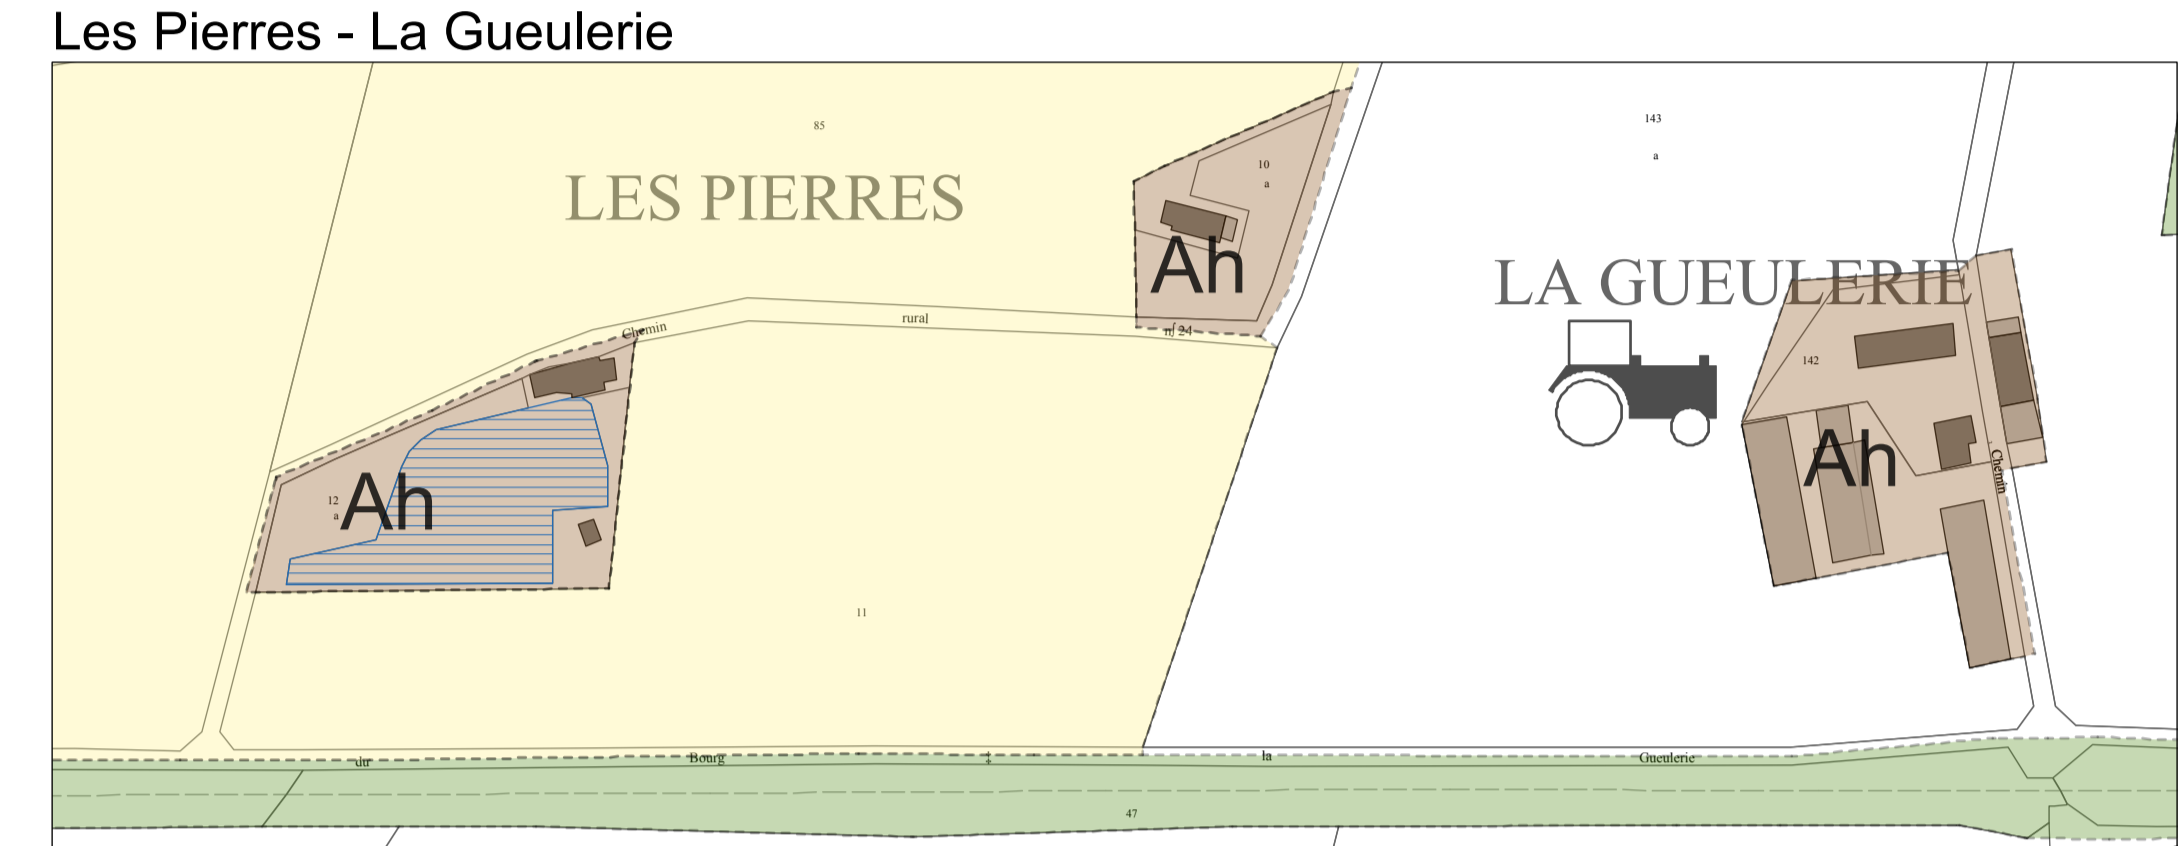 Les Pierres - La Gueulerie
85
143
a
10
a
LES PIERRES
Ah
LA GUEULERIE
Chemin
rural
n∫ 24
142
12
a
Ah
Ah
Chemin
11
du
Bourg
‡
la
Gueulerie
47